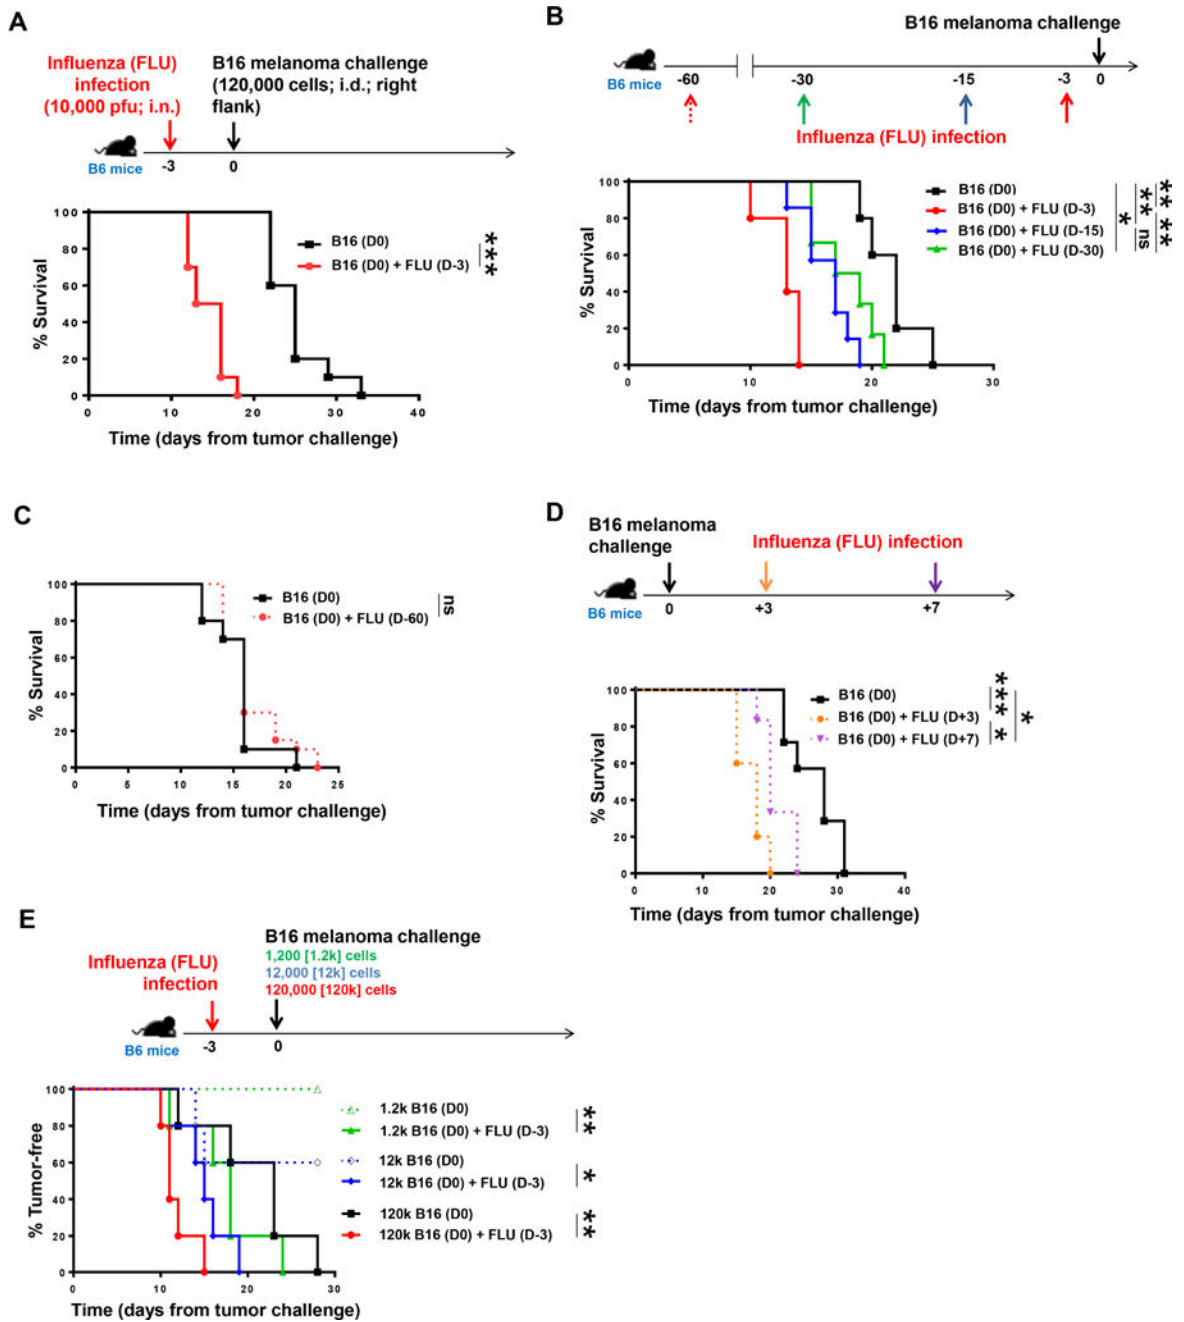 A
Influenza (FLU)
infection
(10,000 pfu; i.n.)
B16 melanoma challenge
(120,000 cells; i.d.; right
flank)
B6 mice
-3
0
% Survival
100
80
60
40
20
0
0
10
20
30
40
Time (days from tumor challenge)
B16 (D0)
B16 (D0) + FLU (D-3)
***
B
B16 melanoma challenge
B6 mice
-60
-30
-15
-3
0
Influenza (FLU) infection
% Survival
100
80
60
40
20
0
0
10
20
30
Time (days from tumor challenge)
B16 (D0)
B16 (D0) + FLU (D-3)
B16 (D0) + FLU (D-15)
B16 (D0) + FLU (D-30)
*
**
ns
**
**
C
% Survival
100
80
60
40
20
0
0
5
10
15
20
25
Time (days from tumor challenge)
B16 (D0)
B16 (D0) + FLU (D-60)
ns
D
B16 melanoma
challenge
Influenza (FLU) infection
B6 mice
0
+3
+7
% Survival
100
80
60
40
20
0
0
10
20
30
40
Time (days from tumor challenge)
B16 (D0)
B16 (D0) + FLU (D+3)
B16 (D0) + FLU (D+7)
***
*
*
E
Influenza (FLU)
infection
B16 melanoma challenge
1,200 [1.2k] cells
12,000 [12k] cells
120,000 [120k] cells
B6 mice
-3
0
% Tumor-free
100
80
60
40
20
0
0
10
20
30
Time (days from tumor challenge)
1.2k B16 (D0)
1.2k B16 (D0) + FLU (D-3)
**
12k B16 (D0)
12k B16 (D0) + FLU (D-3)
*
120k B16 (D0)
120k B16 (D0) + FLU (D-3)
**